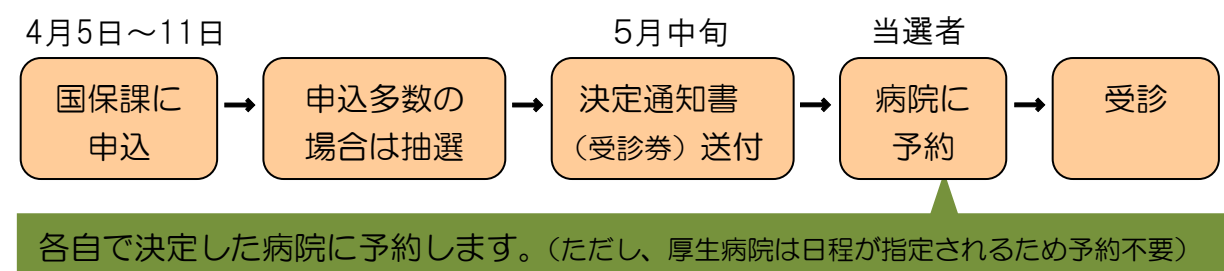 4月5日～11日
国保課に
申込
申込多数の
場合は抽選
5月中旬
決定通知書
（受診券）送付
当選者
病院に
予約
受診
各自で決定した病院に予約します。（ただし、厚生病院は日程が指定されるため予約不要）